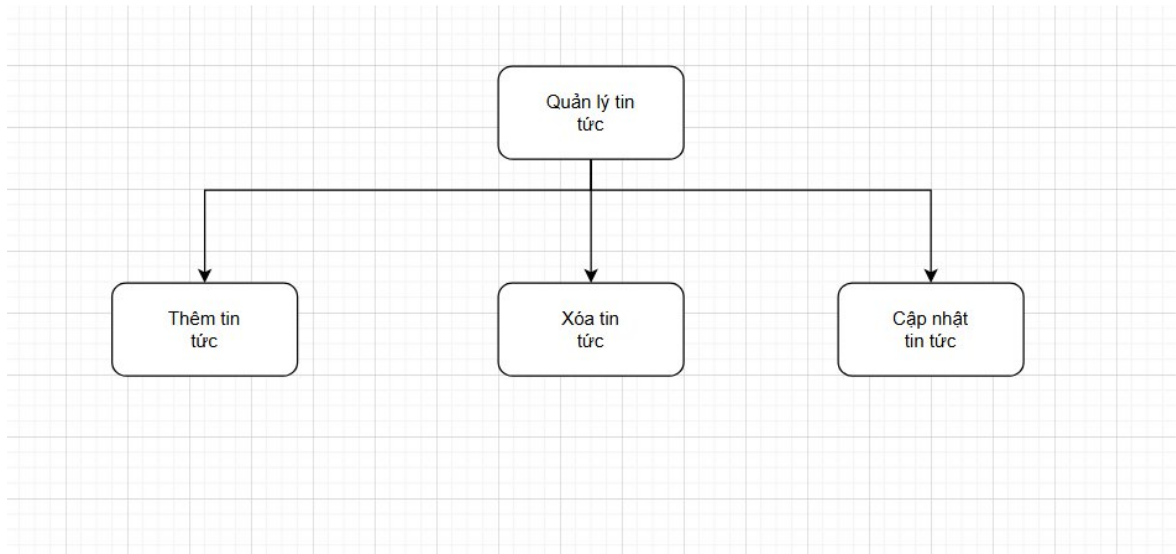 Quản lý tin
tức
Thêm tin
tức
Xóa tin
tức
Cập nhật
tin tức